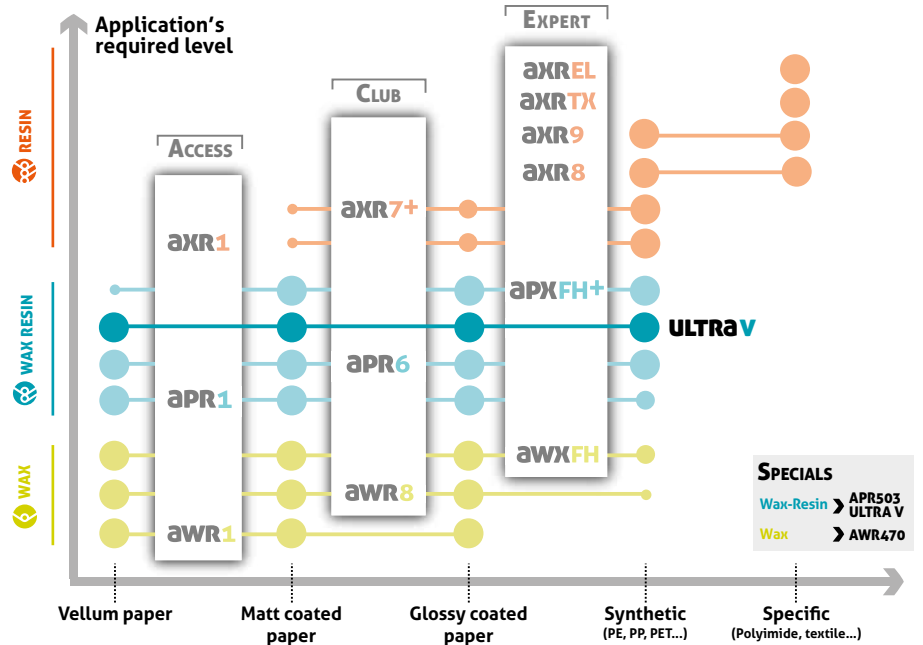 Application's
required level
EXPERT
CLUB
ACCESS
RESIN
WAX RESIN
WAX
aXREL
aXRTX
aXR9
aXR8
aXR7+
aXR1
aPXFH+
ULTRaV
aPR6
aPR1
aWXFH
aWR8
aWR1
SPECIALS
Wax-Resin
APR503
ULTRA V
Wax
AWR470
Vellum paper
Matt coated
paper
Glossy coated
paper
Synthetic
(PE, PP, PET...)
Specific
(Polyimide, textile...)